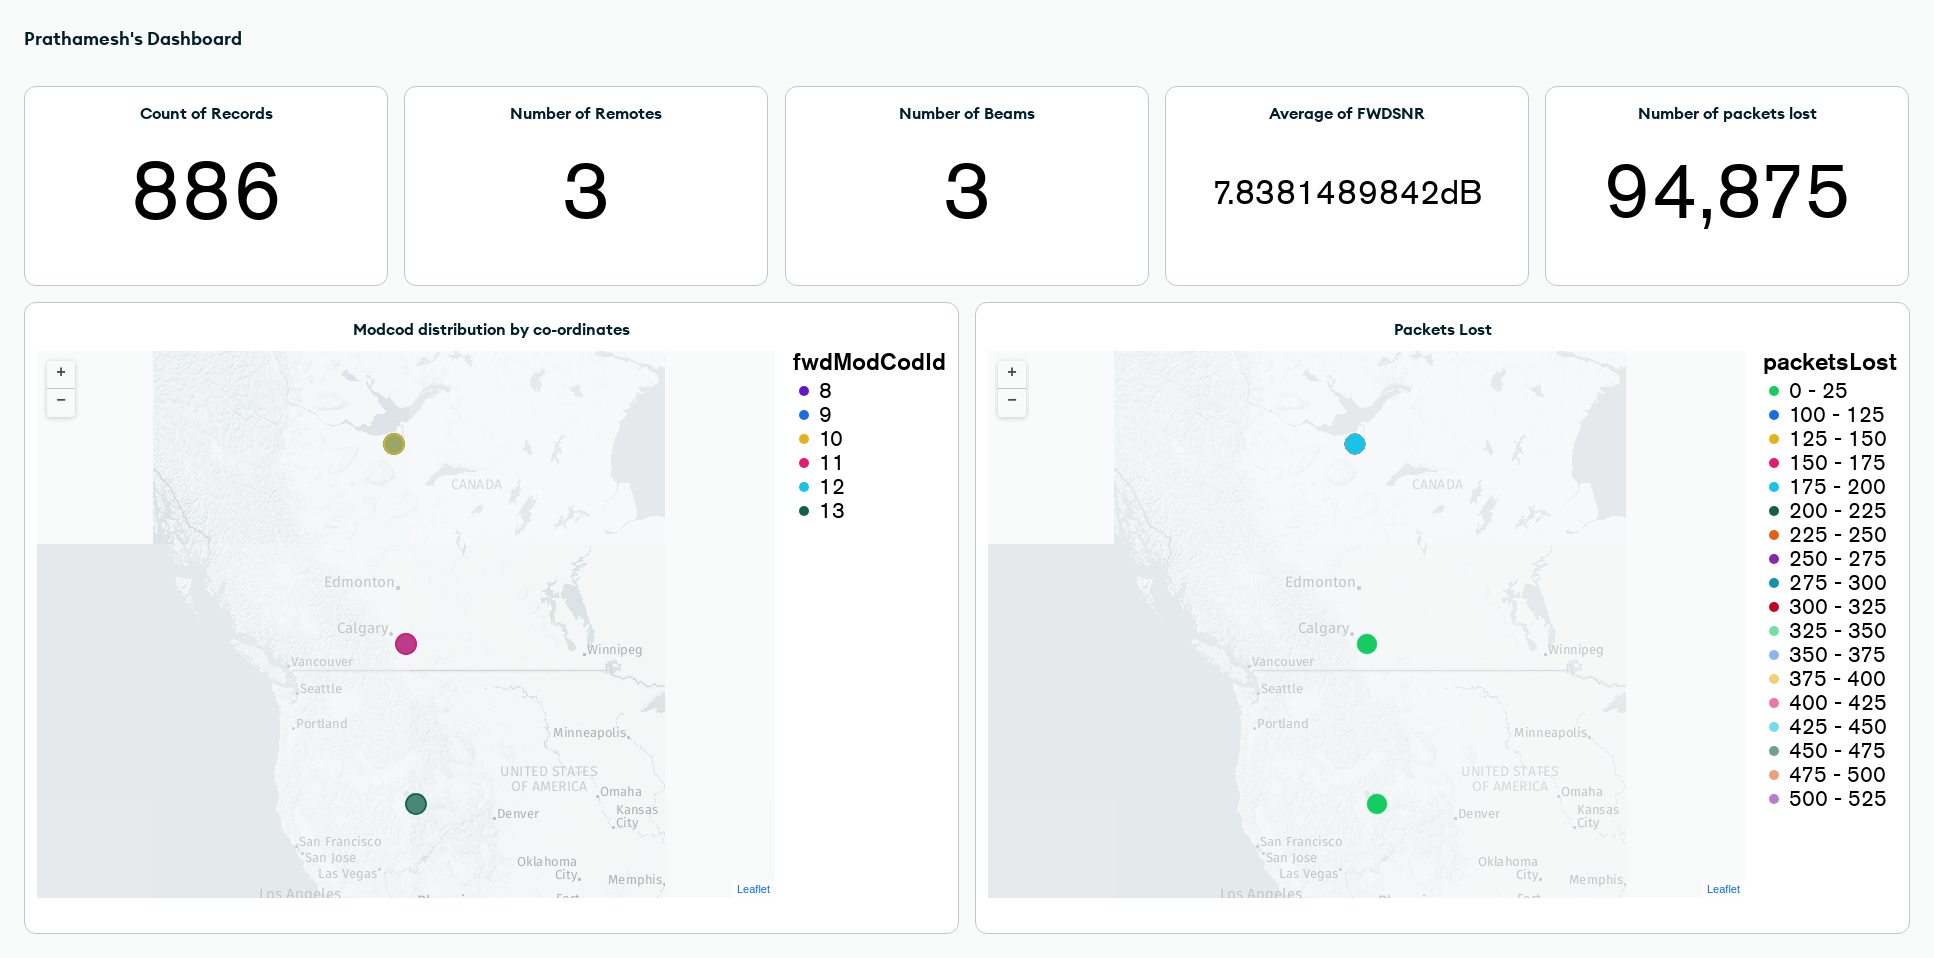 Prathamesh's Dashboard
Count of Records
886
Number of Remotes
3
Number of Beams
3
Average of FWDSNR
7.8381489842dB
Number of packets lost
94,875
Modcod distribution by co-ordinates
+
−
CANADA
Edmonton
Calgary
Winnipeg
Vancouver
Seattle
Portland
Minneapolis
UNITED STATES
OF AMERICA
Omaha
Denver
Kansas
City
San Francisco
San Jose
Las Vegas
Oklahoma
City
Memphis
Los Angeles
Leaflet
fwdModCodId
8
9
10
11
12
13
Packets Lost
+
−
CANADA
Edmonton
Calgary
Winnipeg
Vancouver
Seattle
Portland
Minneapolis
UNITED STATES
OF AMERICA
Omaha
Denver
Kansas
City
San Francisco
San Jose
Las Vegas
Oklahoma
City
Memphis
Los Angeles
Leaflet
packetsLost
0 - 25
100 - 125
125 - 150
150 - 175
175 - 200
200 - 225
225 - 250
250 - 275
275 - 300
300 - 325
325 - 350
350 - 375
375 - 400
400 - 425
425 - 450
450 - 475
475 - 500
500 - 525